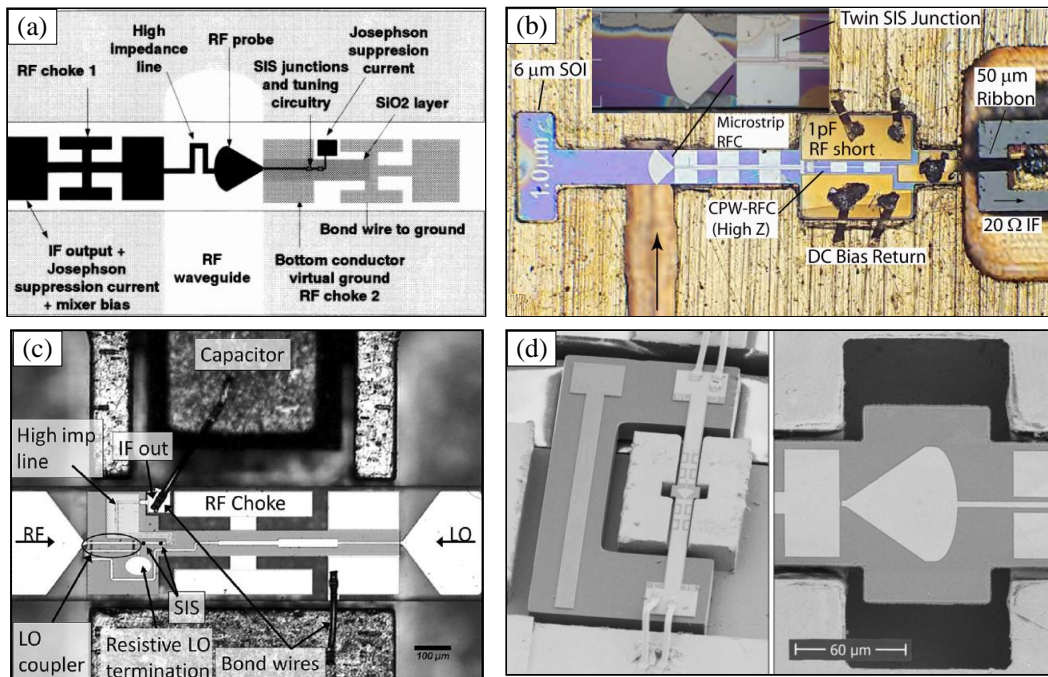 (a)
High
impedance
line
RF probe
Josephson
suppresion
current
RF choke 1
SIS junctions
and tuning
circuitry
SiO2 layer
IF output +
Josephson
suppression current
+ mixer bias
RF
waveguide
Bond wire to ground
Bottom conductor
virtual ground
RF choke 2
(b)
Twin SIS Junction
6 μm SOI
50 μm
Ribbon
Microstrip
RFC
1pF
RF short
1.0μm
CPW-RFC
(High Z)
20 Ω IF
DC Bias Return
(c)
Capacitor
High imp
line
IF out
RF Choke
RF
LO
SIS
LO
coupler
Resistive LO
termination
Bond wires
100 μm
(d)
60 μm